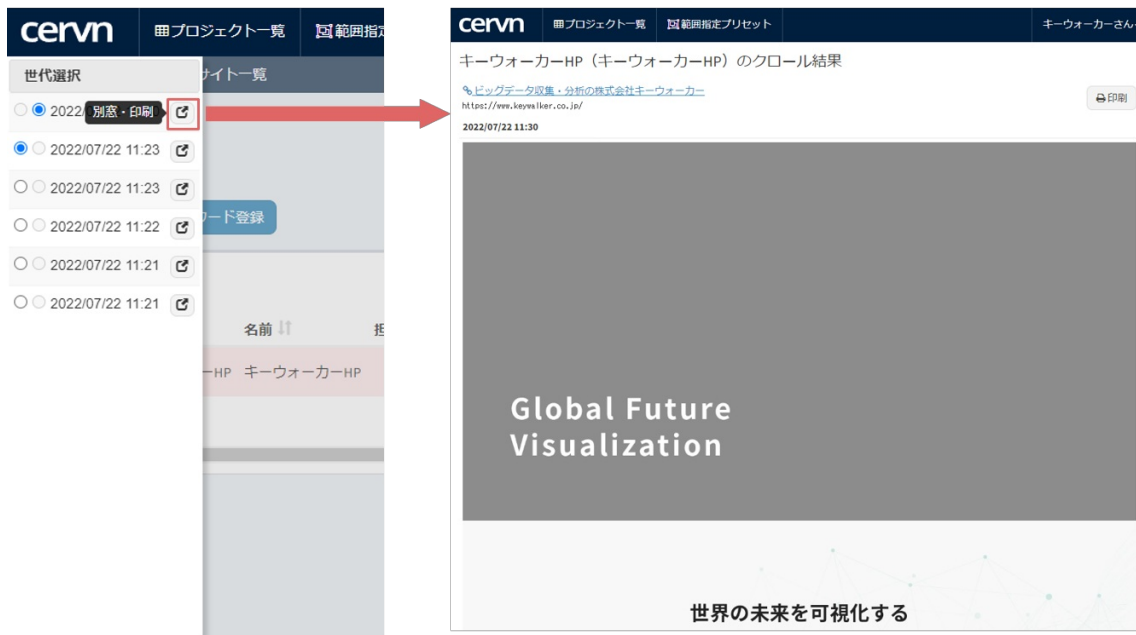 cervn
プロジェクト一覧
範囲指定
世代選択
サイト一覧
2022/
別窓・印刷
2022/07/22 11:23
2022/07/22 11:23
2022/07/22 11:22
2022/07/22 11:21
2022/07/22 11:21
ワード登録
名前
担
ーHP キーウォーカーHP
cervn
プロジェクト一覧
範囲指定プリセット
キーウォーカーさん
キーウォーカーHP（キーウォーカーHP）のクロール結果
ビッグデータ収集・分析の株式会社キーウォーカー
https://www.keywalker.co.jp/
印刷
2022/07/22 11:30
Global Future
Visualization
世界の未来を可視化する